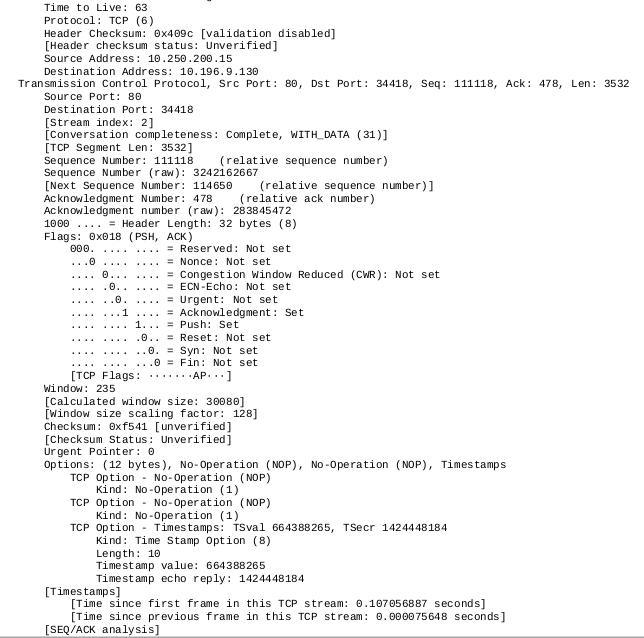 Time to Live: 63
Protocol: TCP (6)
Header Checksum: 0x409c [validation disabled]
[Header checksum status: Unverified]
Source Address: 10.250.200.15
Destination Address: 10.196.9.130
Transmission Control Protocol, Src Port: 80, Dst Port: 34418, Seq: 111118, Ack: 478, Len: 3532
Source Port: 80
Destination Port: 34418
[Stream index: 2]
[Conversation completeness: Complete, WITH_DATA (31)]
[TCP Segment Len: 3532]
Sequence Number: 111118    (relative sequence number)
Sequence Number (raw): 3242162667
[Next Sequence Number: 114650    (relative sequence number)]
Acknowledgment Number: 478    (relative ack number)
Acknowledgment number (raw): 283845472
1000 .... = Header Length: 32 bytes (8)
Flags: 0x018 (PSH, ACK)
000. .... .... = Reserved: Not set
...0 .... .... = Nonce: Not set
.... 0... .... = Congestion Window Reduced (CWR): Not set
.... .0.. .... = ECN-Echo: Not set
.... ..0. .... = Urgent: Not set
.... ...1 .... = Acknowledgment: Set
.... .... 1... = Push: Set
.... .... .0.. = Reset: Not set
.... .... ..0. = Syn: Not set
.... .... ...0 = Fin: Not set
[TCP Flags: ·······AP···]
Window: 235
[Calculated window size: 30080]
[Window size scaling factor: 128]
Checksum: 0xf541 [unverified]
[Checksum Status: Unverified]
Urgent Pointer: 0
Options: (12 bytes), No-Operation (NOP), No-Operation (NOP), Timestamps
TCP Option - No-Operation (NOP)
Kind: No-Operation (1)
TCP Option - No-Operation (NOP)
Kind: No-Operation (1)
TCP Option - Timestamps: TSval 664388265, TSecr 1424448184
Kind: Time Stamp Option (8)
Length: 10
Timestamp value: 664388265
Timestamp echo reply: 1424448184
[Timestamps]
[Time since first frame in this TCP stream: 0.107056887 seconds]
[Time since previous frame in this TCP stream: 0.000075648 seconds]
[SEQ/ACK analysis]